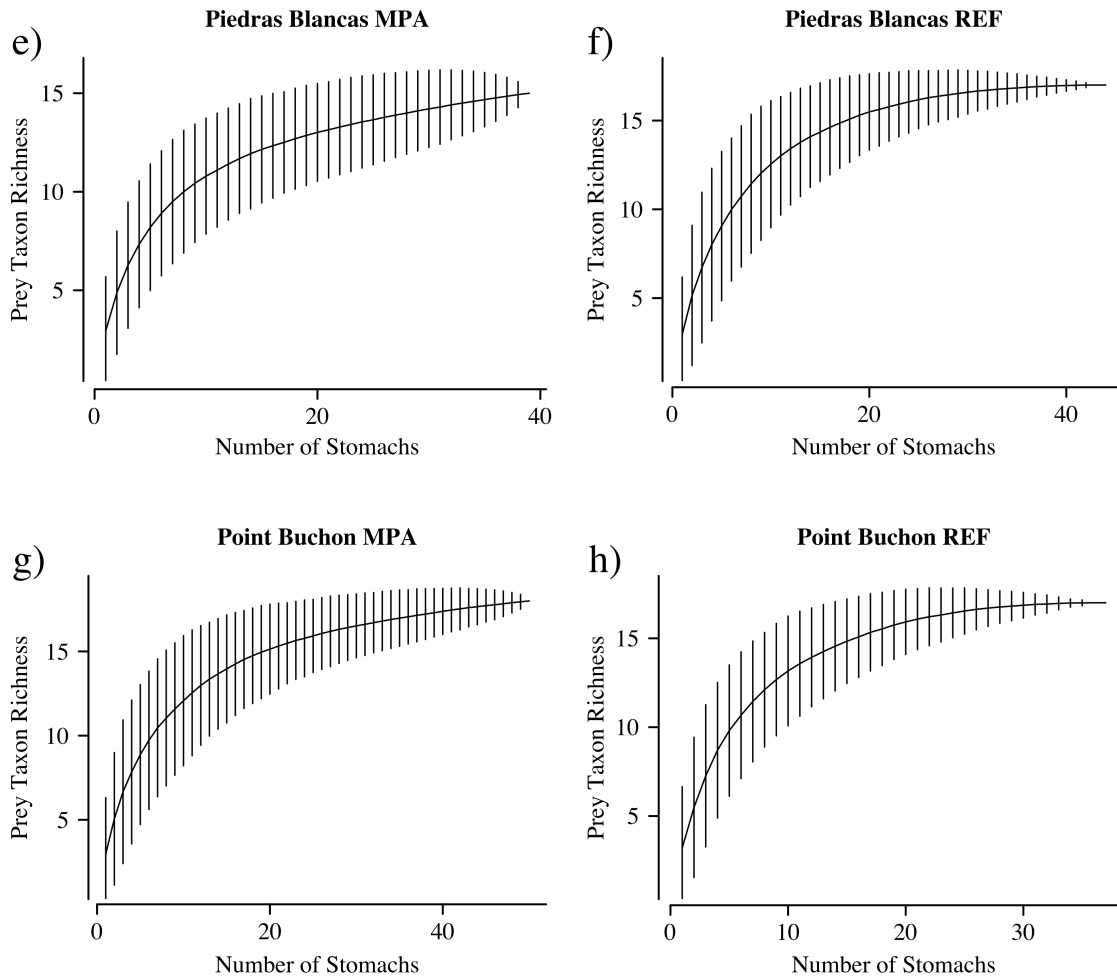 e)
Piedras Blancas MPA
Prey Taxon Richness
15
10
5
0
20
40
Number of Stomachs
f)
Piedras Blancas REF
Prey Taxon Richness
15
10
5
0
20
40
Number of Stomachs
g)
Point Buchon MPA
Prey Taxon Richness
15
10
5
0
20
40
Number of Stomachs
h)
Point Buchon REF
Prey Taxon Richness
15
10
5
0
10
20
30
Number of Stomachs